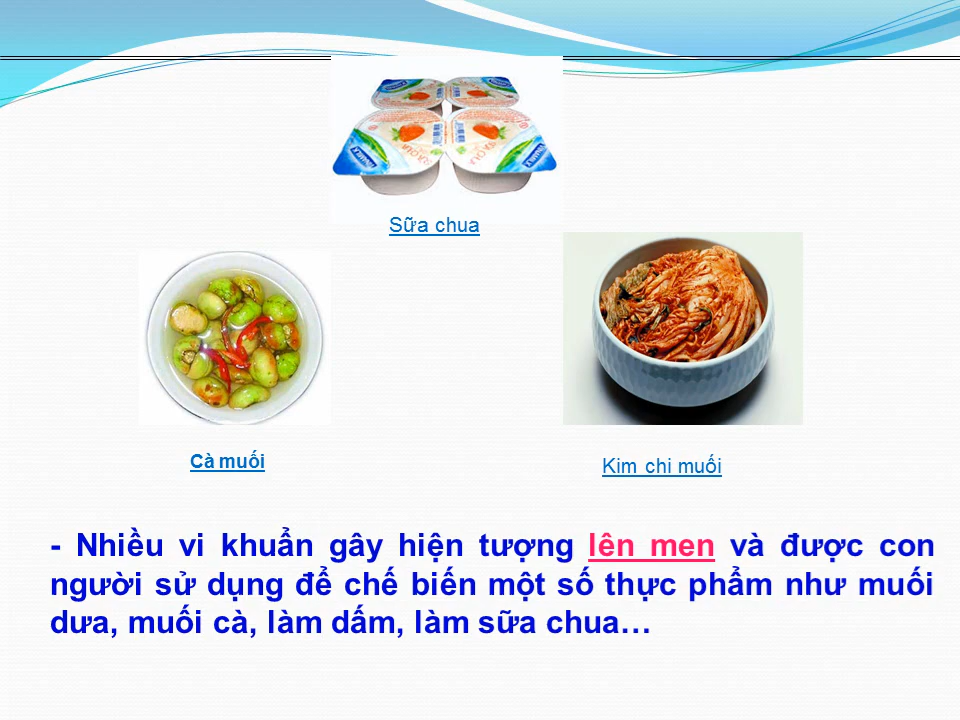 Sữa chua
Cà muối
Kim chi muối
- Nhiều vi khuẩn gây hiện tượng lên men và được con
người sử dụng để chế biến một số thực phẩm như muối
dưa, muối cà, làm dấm, làm sữa chua…